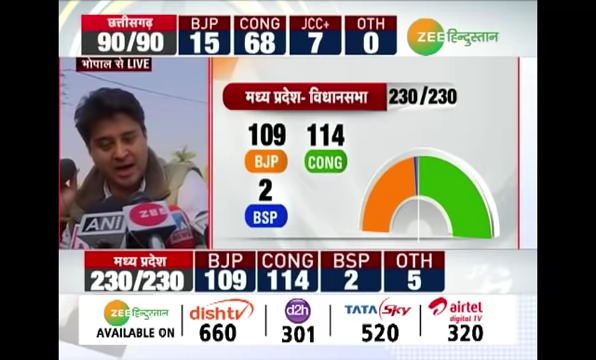 छत्तीसगढ़ BJP CONG JCC+ OTH
90/90 15 68 7 0
ZEE हिन्दुस्तान
भोपाल से LIVE
मध्य प्रदेश- विधानसभा 230/230
109 114
BJP CONG
2
BSP
ANI
ZEE
मध्य प्रदेश BJP CONG BSP OTH
230/230 109 114 2 5
ZEE हिन्दुस्तान dishtv d2h TATA Sky airtel digital TV
AVAILABLE ON 660 301 520 320